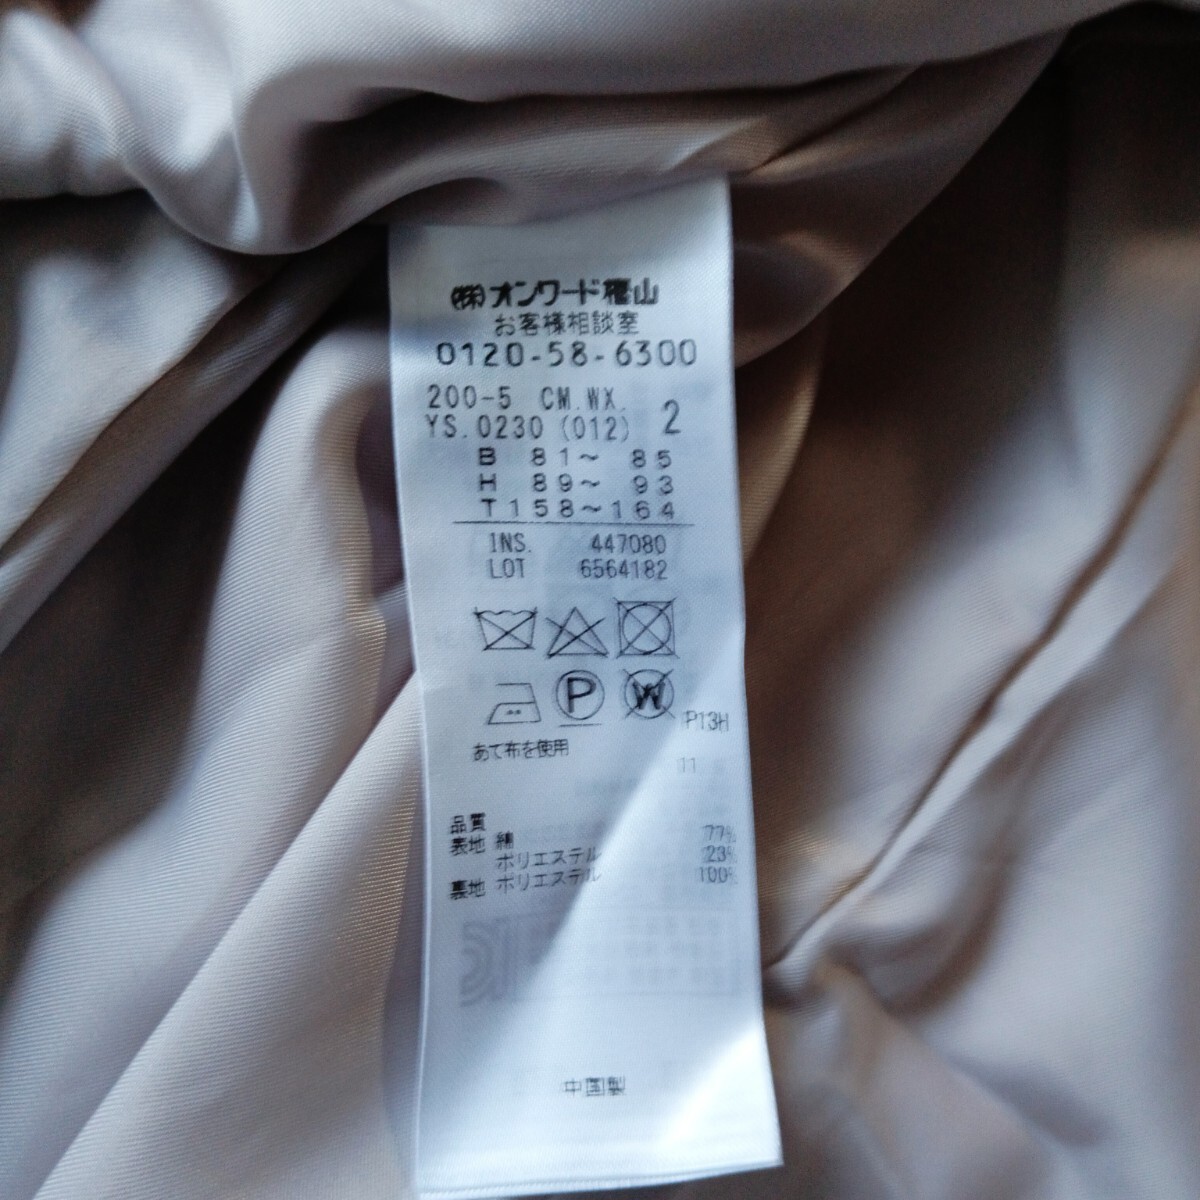 ㈱オンワード樫山
お客様相談室
0120-58-6300
200-5 CM.WX.
YS.0230 (012) 2
B 81~ 85
H 89~ 93
T158~164
INS. 447080
LOT 6564182
P
W
P13H
あて布を使用
11
品質
表地 綿 77%
ポリエステル 23%
裏地 ポリエステル 100%
中国製